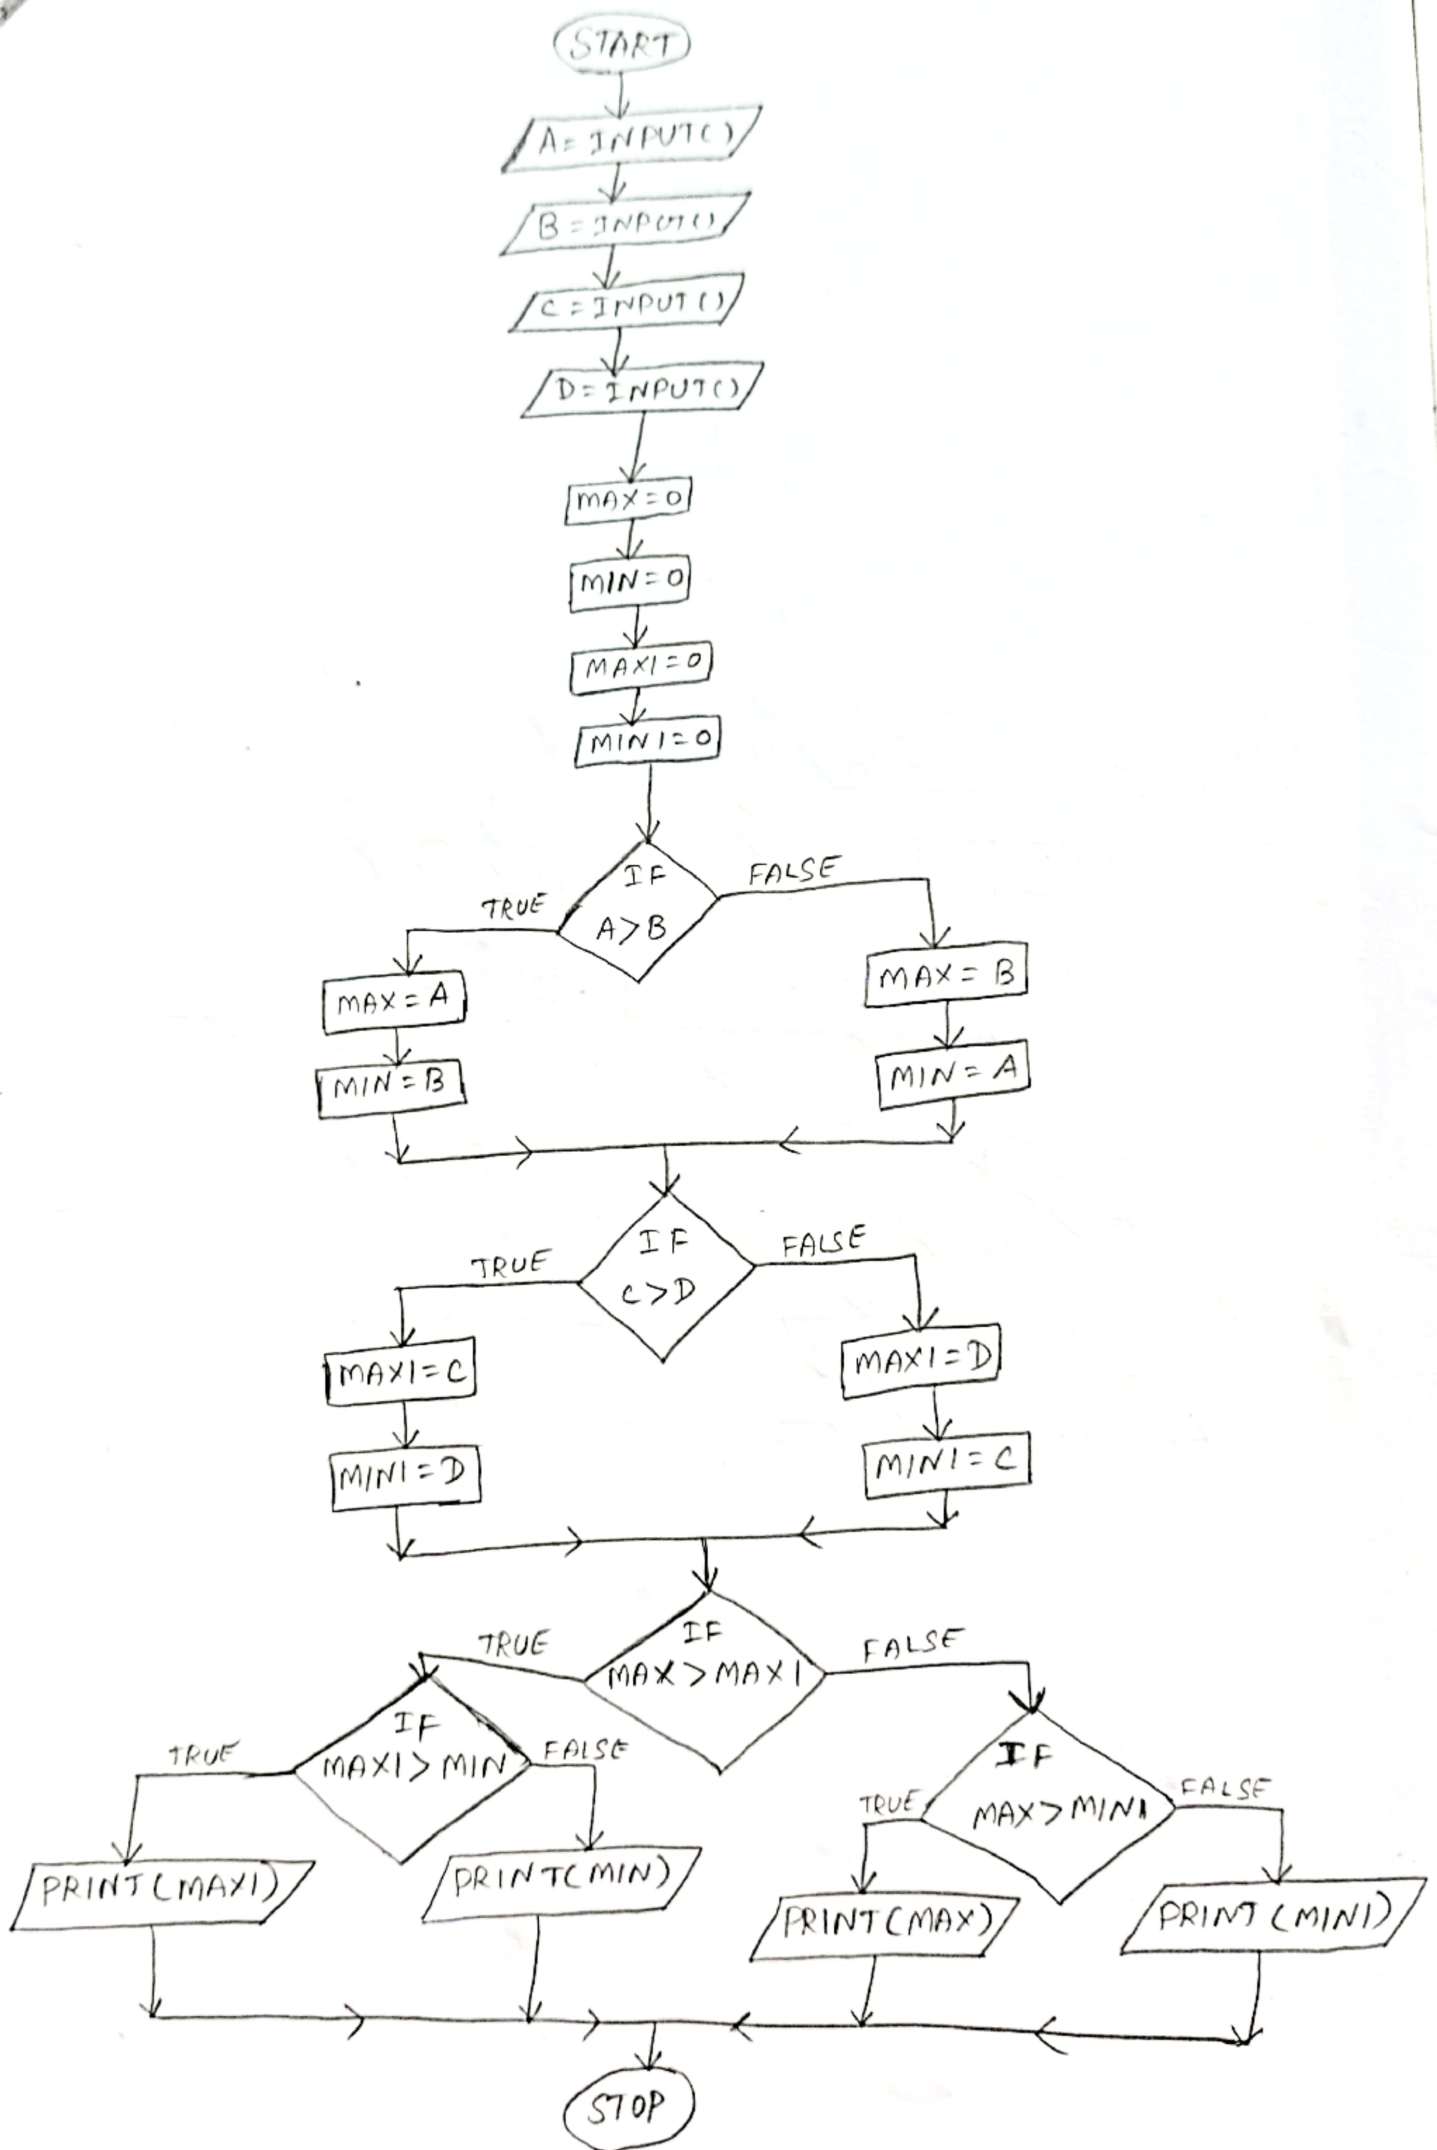 START
A=INPUT()
B=INPUT()
C=INPUT()
D=INPUT()
MAX=0
MIN=0
MAX1=0
MIN1=0
IF
A>B
TRUE
FALSE
MAX=A
MAX=B
MIN=B
MIN=A
IF
C>D
TRUE
FALSE
MAX1=C
MAX1=D
MIN1=D
MIN1=C
IF
MAX>MAX1
TRUE
FALSE
IF
MAX1>MIN
TRUE
FALSE
IF
MAX>MIN1
TRUE
FALSE
PRINT(MAX1)
PRINT(MIN)
PRINT(MAX)
PRINT(MIN1)
STOP